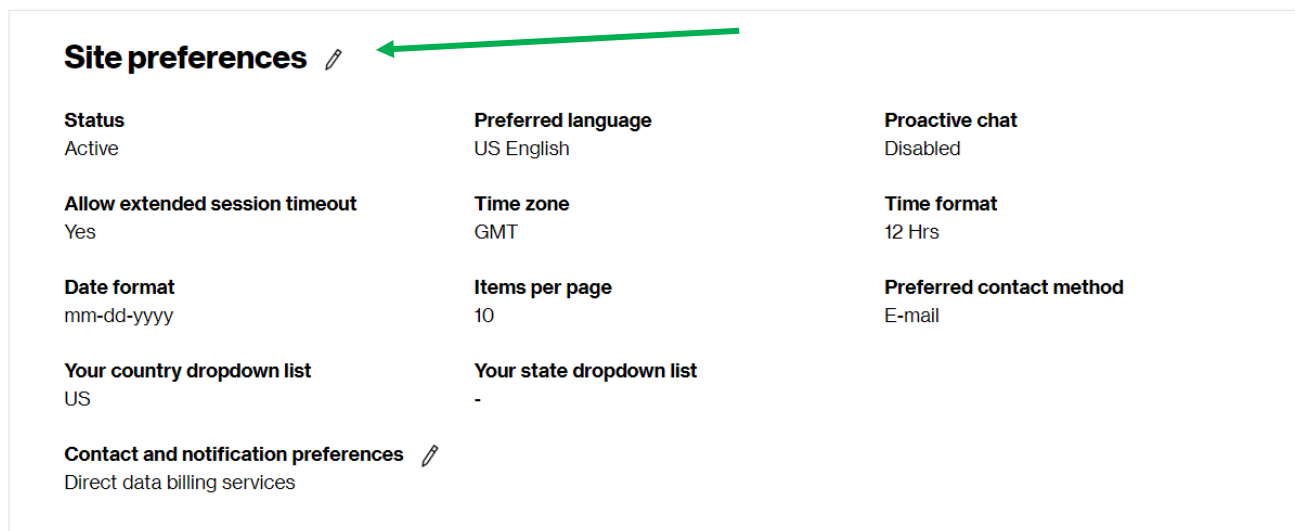 Site preferences
Status
Active
Preferred language
US English
Proactive chat
Disabled
Allow extended session timeout
Yes
Time zone
GMT
Time format
12 Hrs
Date format
mm-dd-yyyy
Items per page
10
Preferred contact method
E-mail
Your country dropdown list
US
Your state dropdown list
-
Contact and notification preferences
Direct data billing services